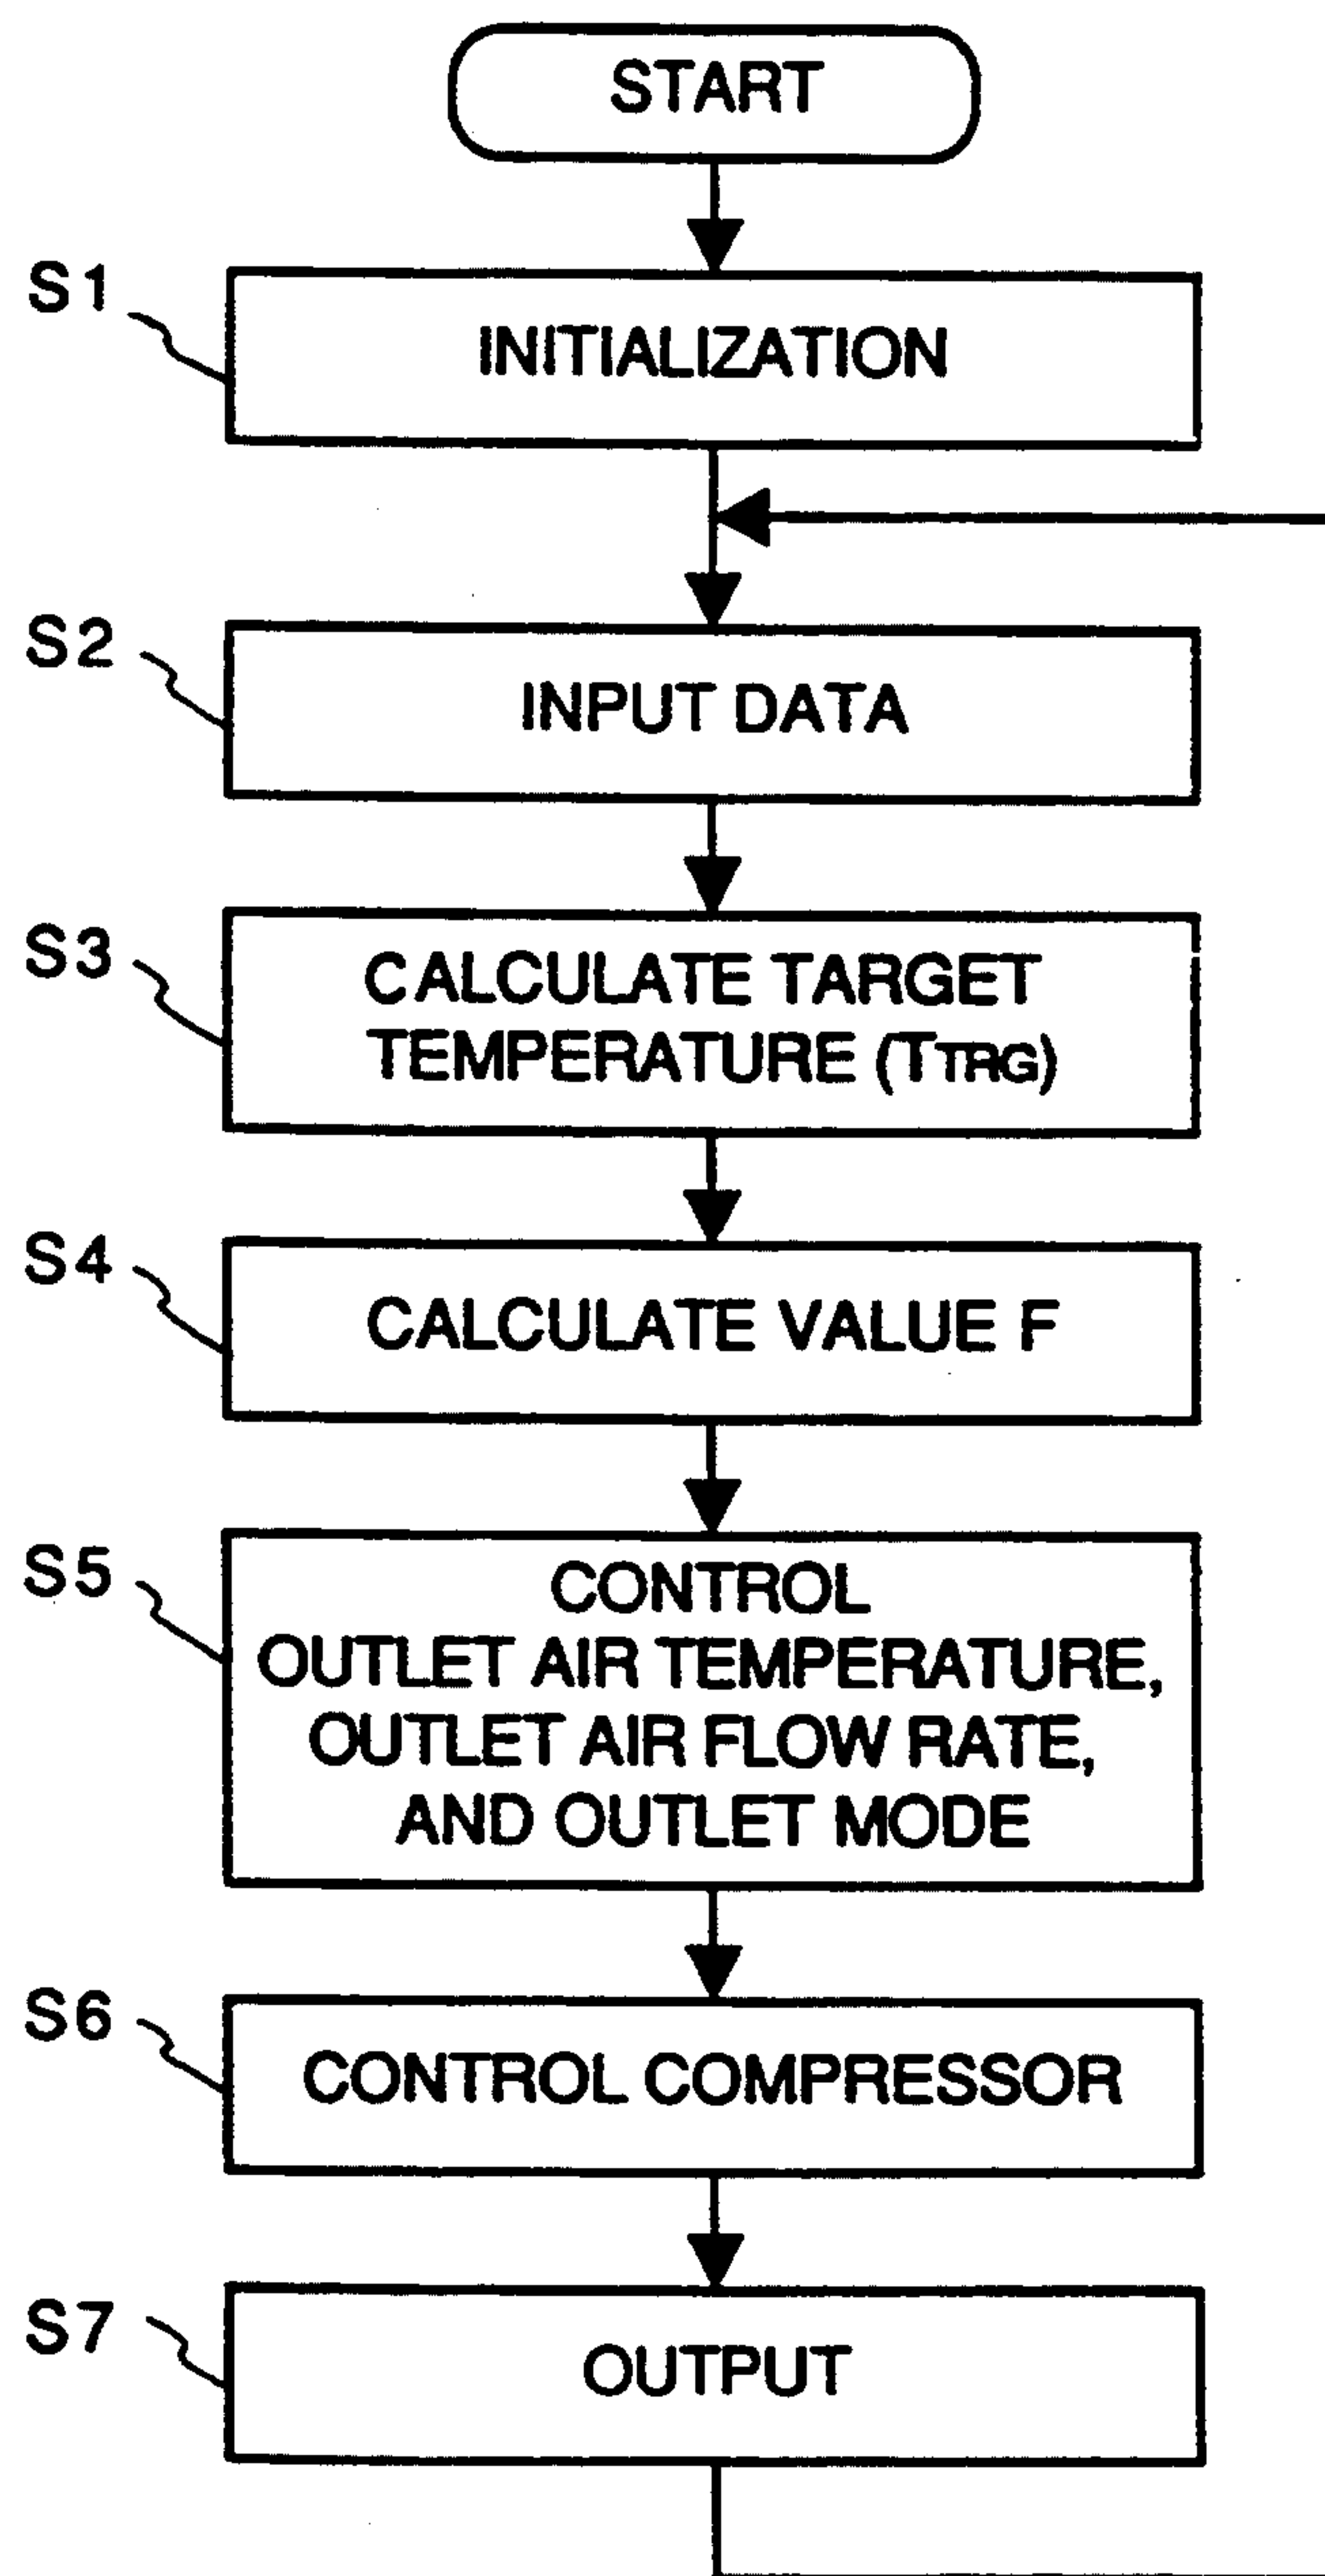 START
S1
INITIALIZATION
S2
INPUT DATA
S3
CALCULATE TARGET
TEMPERATURE (TTRG)
S4
CALCULATE VALUE F
S5
CONTROL
OUTLET AIR TEMPERATURE,
OUTLET AIR FLOW RATE,
AND OUTLET MODE
S6
CONTROL COMPRESSOR
S7
OUTPUT